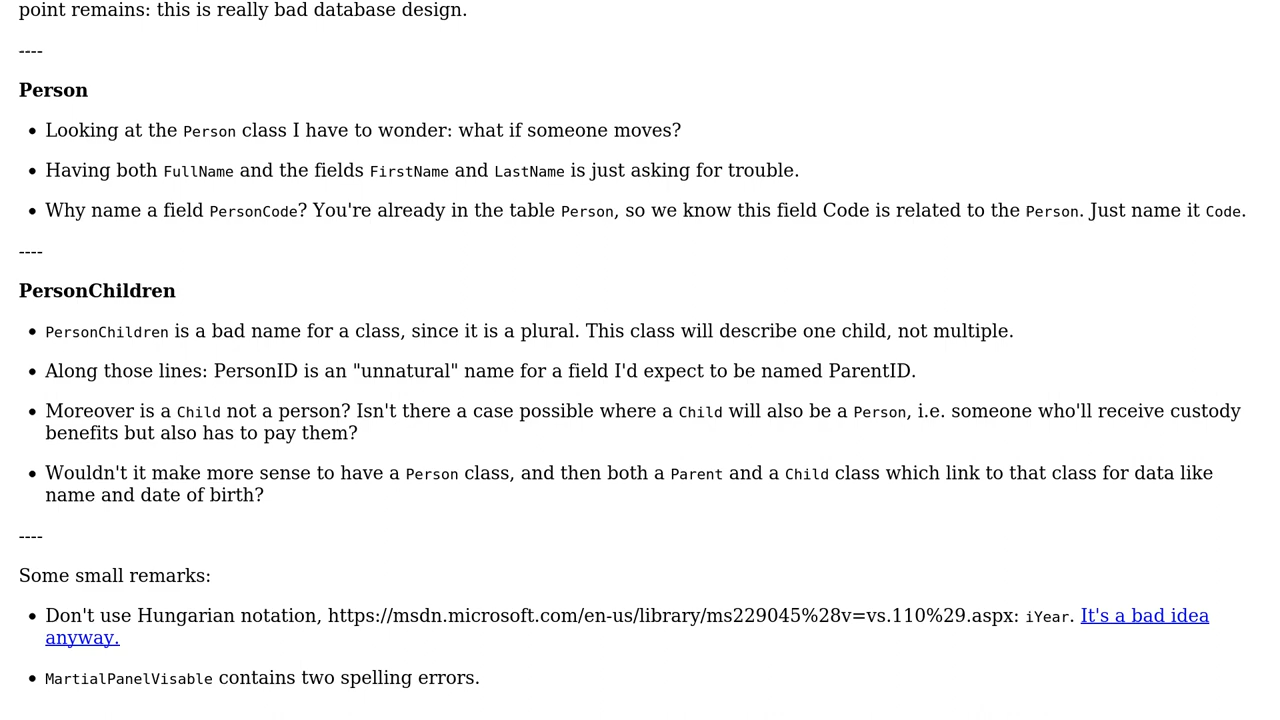 point remains: this is really bad database design.
----
Person
• Looking at the Person class I have to wonder: what if someone moves?
• Having both FullName and the fields FirstName and LastName is just asking for trouble.
• Why name a field PersonCode? You're already in the table Person, so we know this field Code is related to the Person. Just name it Code.
----
PersonChildren
• PersonChildren is a bad name for a class, since it is a plural. This class will describe one child, not multiple.
• Along those lines: PersonID is an "unnatural" name for a field I'd expect to be named ParentID.
• Moreover is a Child not a person? Isn't there a case possible where a Child will also be a Person, i.e. someone who'll receive custody
benefits but also has to pay them?
• Wouldn't it make more sense to have a Person class, and then both a Parent and a Child class which link to that class for data like
name and date of birth?
----
Some small remarks:
• Don't use Hungarian notation, https://msdn.microsoft.com/en-us/library/ms229045%28v=vs.110%29.aspx: iYear. It's a bad idea
anyway.
• MartialPanelVisable contains two spelling errors.